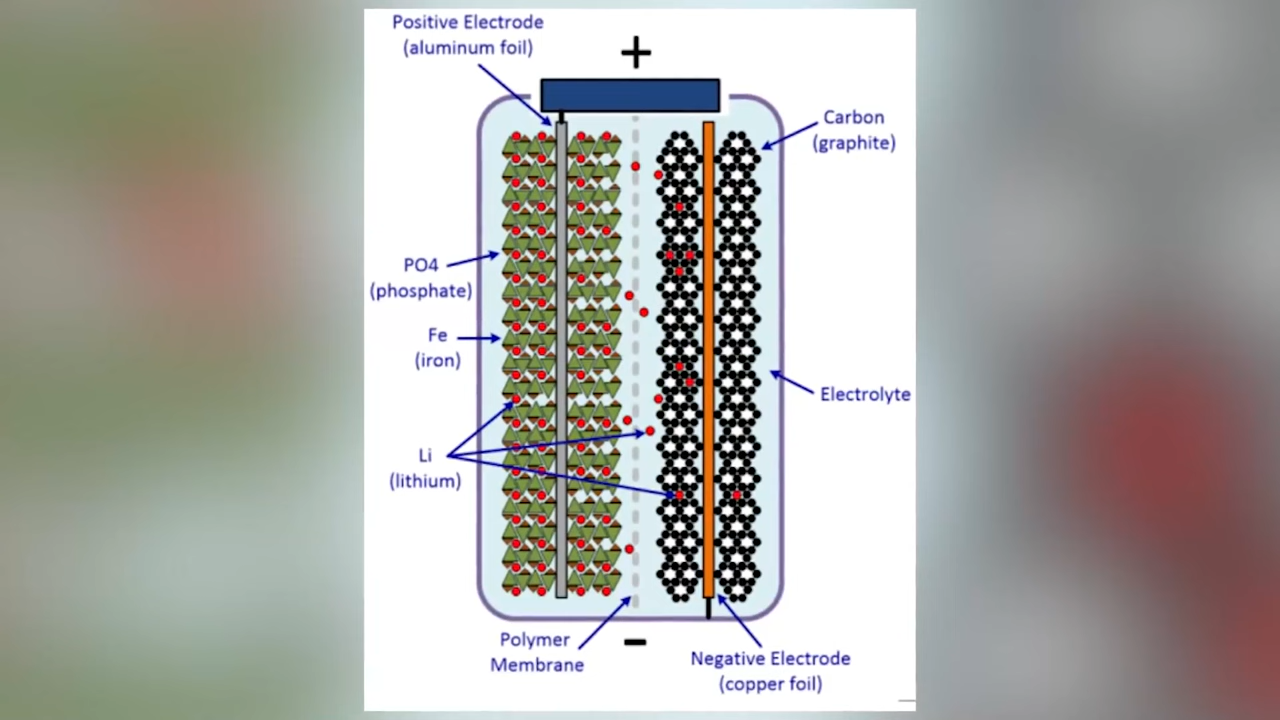 Positive Electrode
(aluminum foil)
+
Carbon
(graphite)
PO4
(phosphate)
Fe
(iron)
Electrolyte
Li
(lithium)
Polymer
Membrane
-
Negative Electrode
(copper foil)